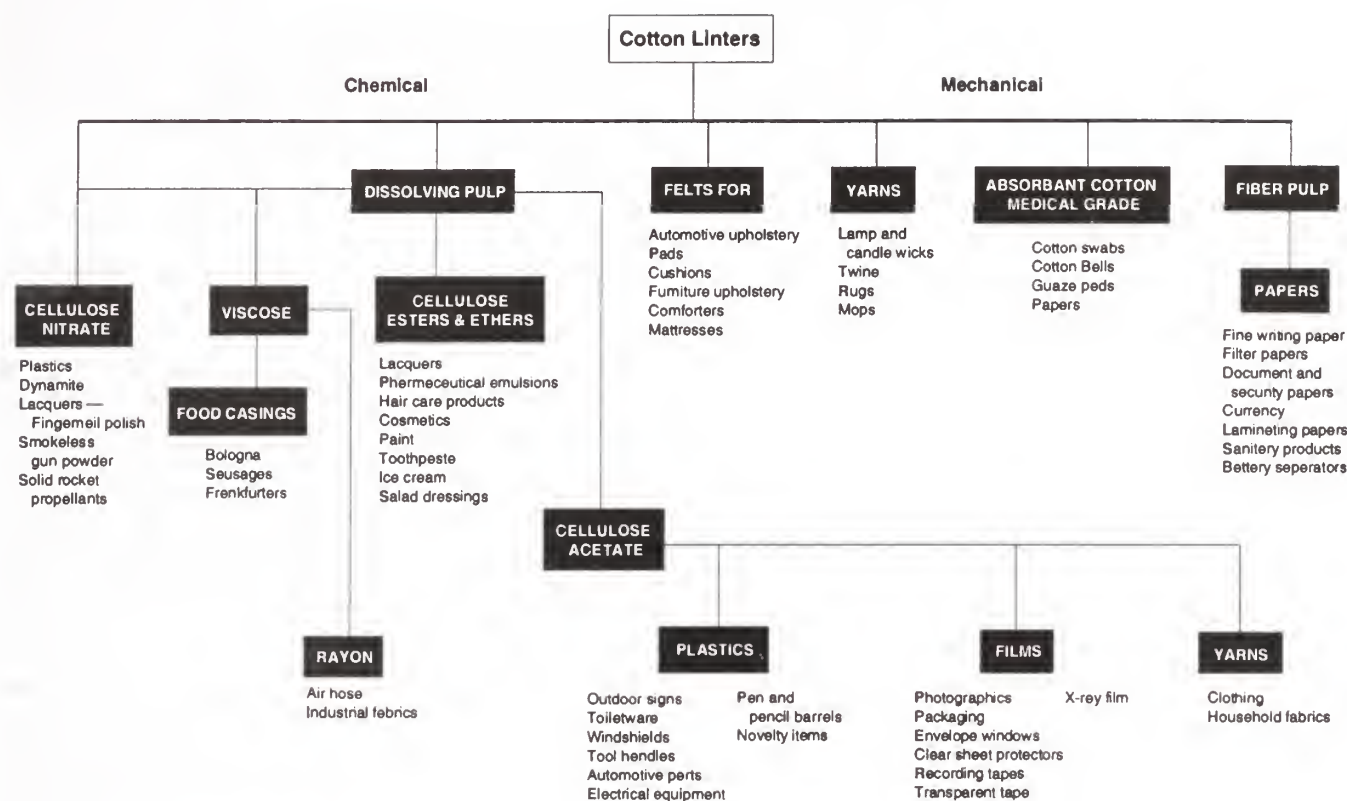 Cotton Linters
Chemical
Mechanical
DISSOLVING PULP
FELTS FOR
Automotive upholstery
Pads
Cushions
Furniture upholstery
Comforters
Mattresses
YARNS
Lamp and
candle wicks
Twine
Rugs
Mops
ABSORBANT COTTON
MEDICAL GRADE
Cotton swabs
Cotton Bells
Guaze peds
Papers
FIBER PULP
PAPERS
Fine writing paper
Filter papers
Document and
security papers
Currency
Lamineting papers
Sanitery products
Bettery seperators
CELLULOSE
NITRATE
Plastics
Dynamite
Lacquers —
Fingemeil polish
Smokeless
gun powder
Solid rocket
propellants
VISCOSE
FOOD CASINGS
Bologna
Seusages
Frenkfurters
CELLULOSE
ESTERS & ETHERS
Lacquers
Phermeceutical emulsions
Hair care products
Cosmetics
Paint
Toothpeste
Ice cream
Salad dressings
CELLULOSE
ACETATE
RAYON
Air hose
Industrial febrics
PLASTICS
Outdoor signs
Toiletware
Windshields
Tool hendles
Automotive perts
Electrical equipment
Pen and
pencil barrels
Novelty items
FILMS
Photographics
Packaging
Envelope windows
Clear sheet protectors
Recording tapes
Transparent tape
X-rey film
YARNS
Clothing
Household fabrics